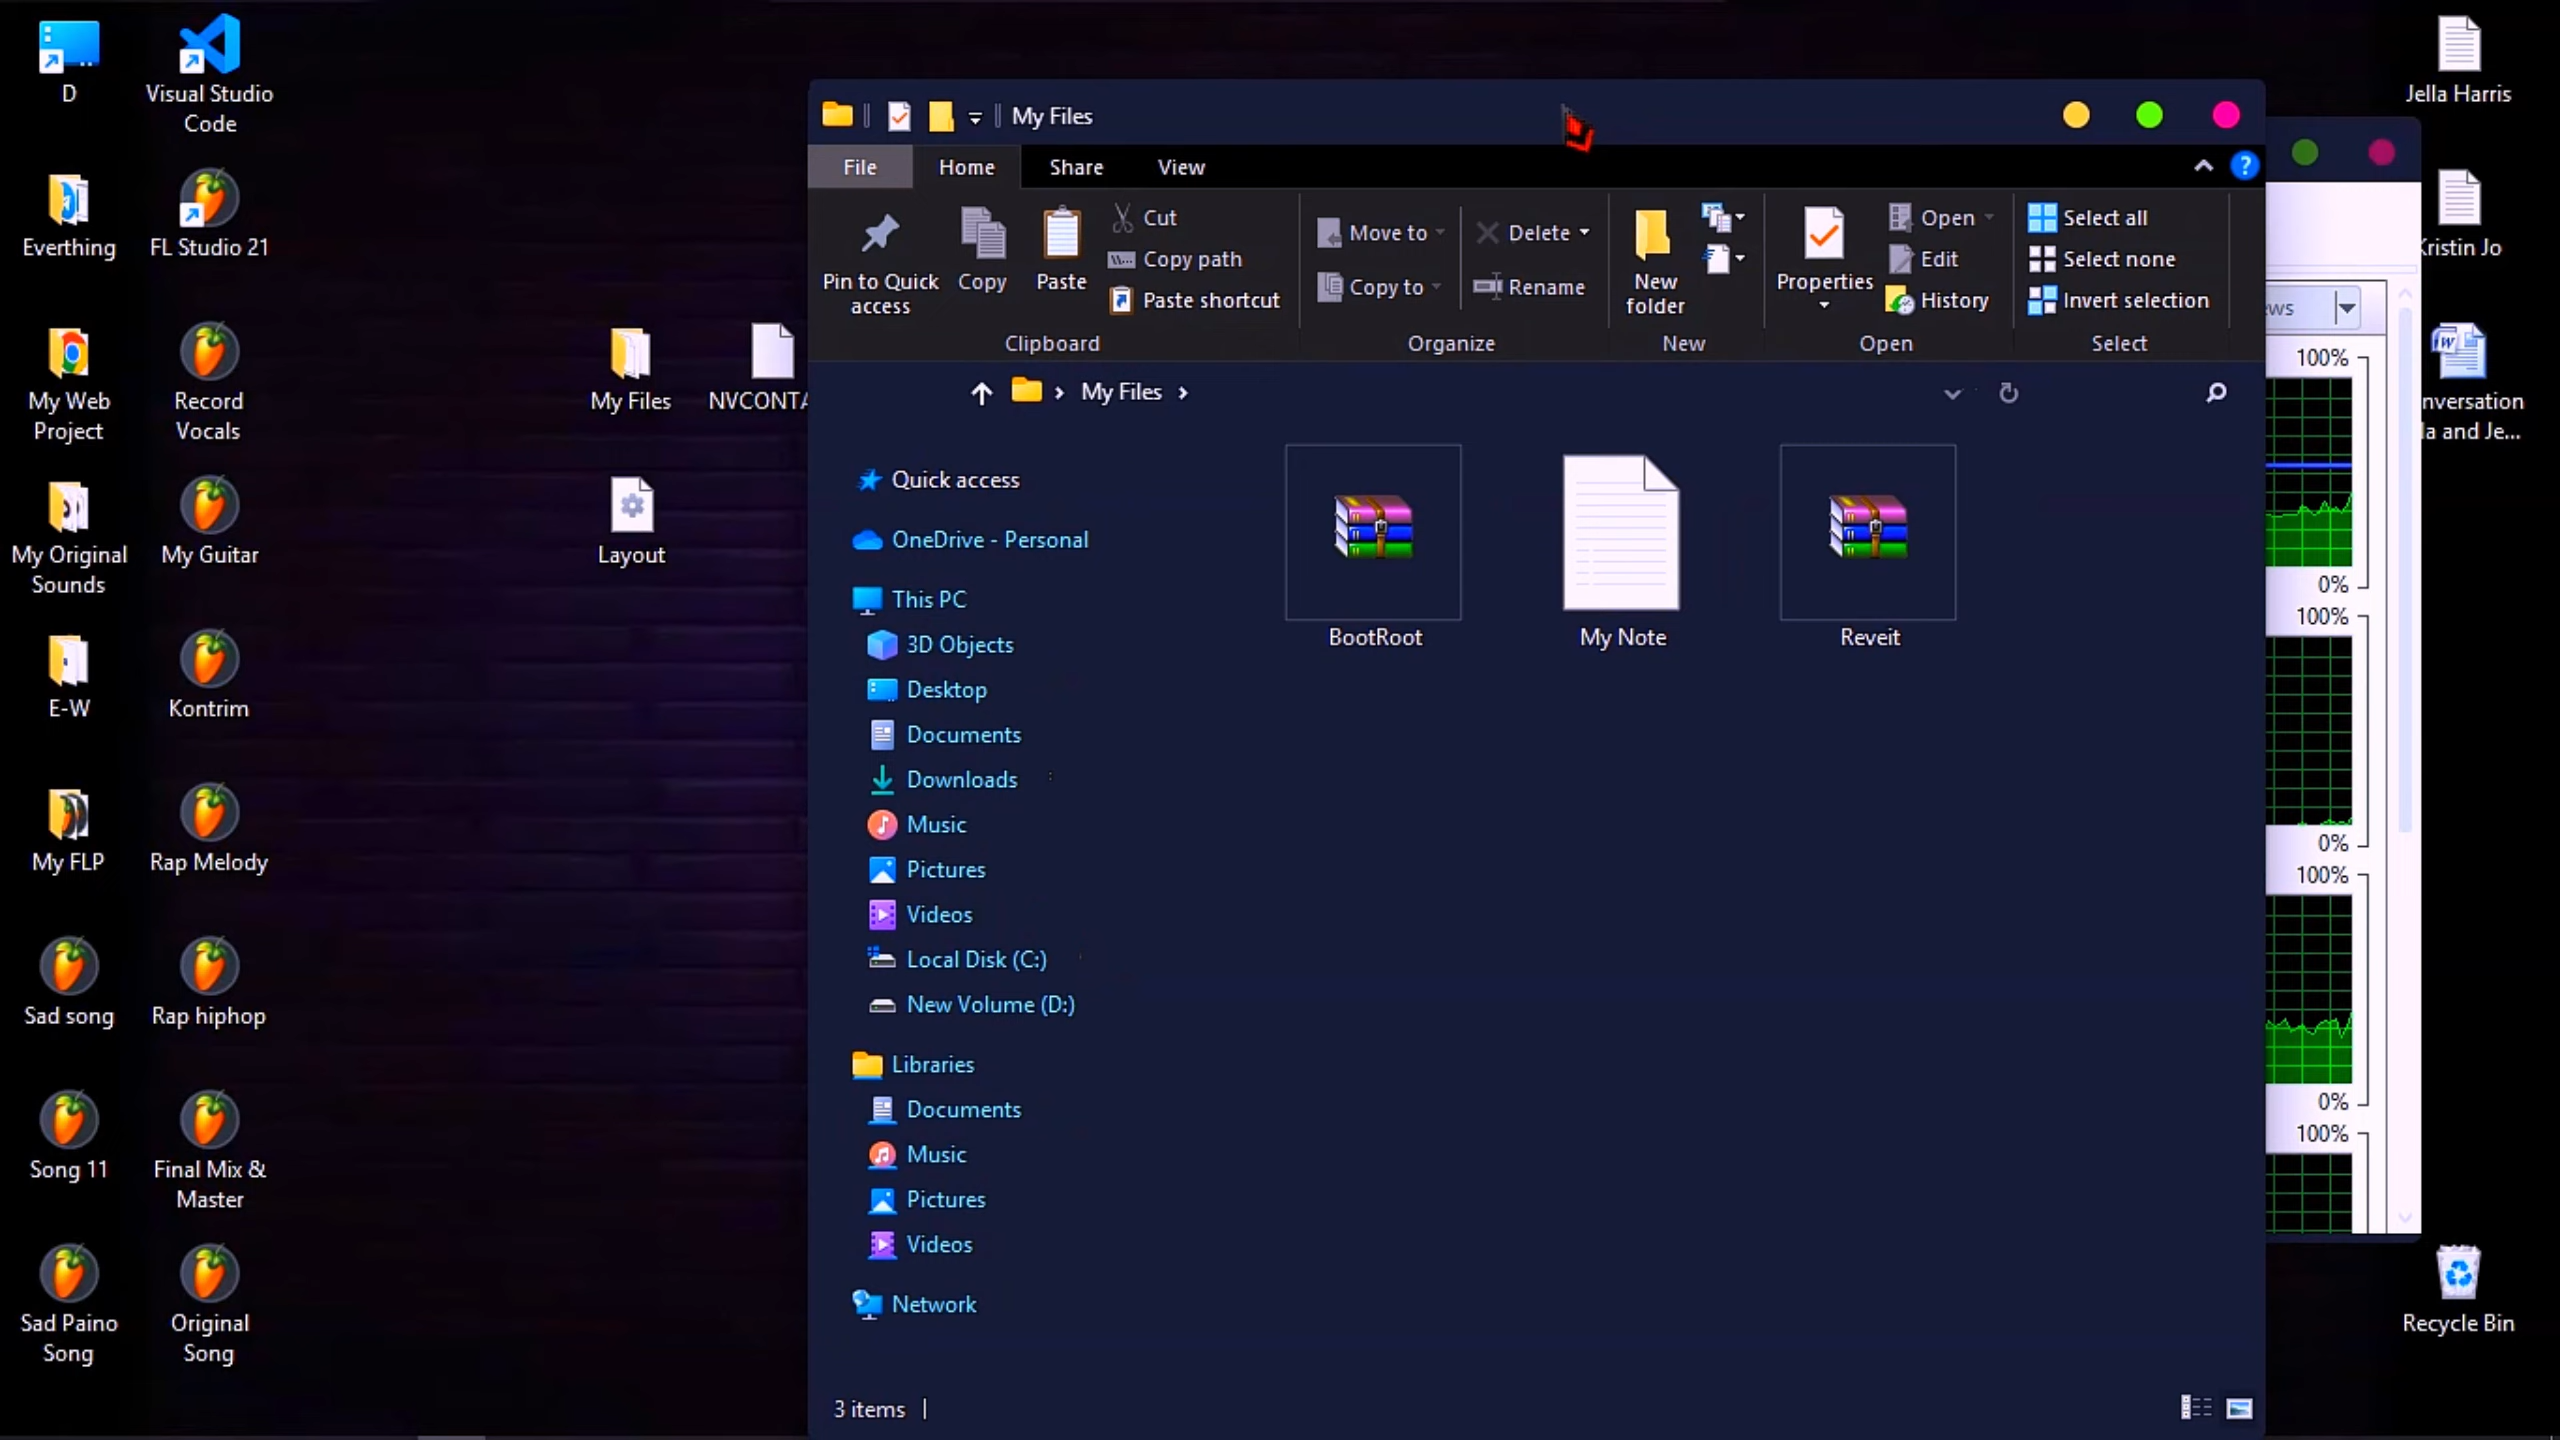 D
Visual Studio
Code
Everthing
FL Studio 21
My Web
Project
Record
Vocals
My Original
Sounds
My Guitar
E-W
Kontrim
My FLP
Rap Melody
Sad song
Rap hiphop
Song 11
Final Mix &
Master
Sad Paino
Song
Original
Song
My Files
NVCONTA
Layout
My Files
File
Home
Share
View
?
Pin to Quick
access
Copy
Paste
Cut
Copy path
Paste shortcut
Clipboard
Move to
Copy to
Delete
Rename
Organize
New
folder
New
Properties
Open
Edit
History
Open
Select all
Select none
Invert selection
Select
My Files
Quick access
OneDrive - Personal
This PC
3D Objects
Desktop
Documents
Downloads
Music
Pictures
Videos
Local Disk (C:)
New Volume (D:)
Libraries
Documents
Music
Pictures
Videos
Network
BootRoot
My Note
Reveit
3 items
ws
100%
0%
100%
0%
100%
0%
100%
Jella Harris
Kristin Jo
nversation
la and Je...
Recycle Bin